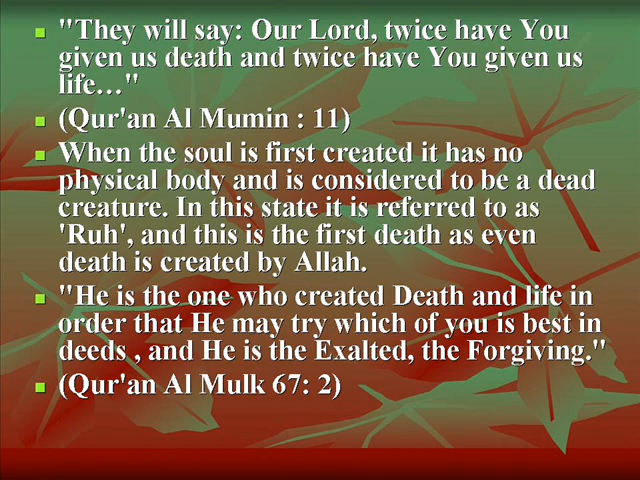 "They will say: Our Lord, twice have You
given us death and twice have You given us
life…"
(Qur'an Al Mumin : 11)
When the soul is first created it has no
physical body and is considered to be a dead
creature. In this state it is referred to as
'Ruh', and this is the first death as even
death is created by Allah.
"He is the one who created Death and life in
order that He may try which of you is best in
deeds , and He is the Exalted, the Forgiving."
(Qur'an Al Mulk 67: 2)